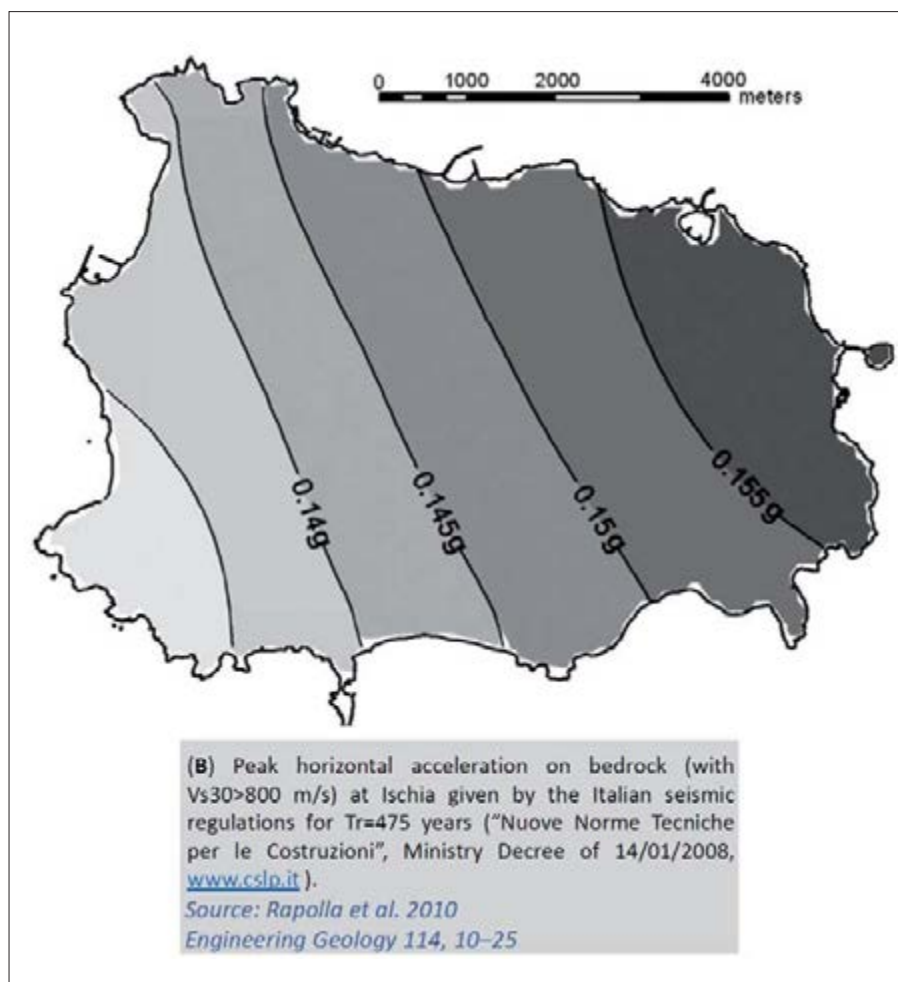 0 1000 2000 4000
meters
0.14g
0.145g
0.15g
0.155g
(B) Peak horizontal acceleration on bedrock (with
Vs30>800 m/s) at Ischia given by the Italian seismic
regulations for Tr=475 years ("Nuove Norme Tecniche
per le Costruzioni", Ministry Decree of 14/01/2008,
www.cslp.it ).
Source: Rapolla et al. 2010
Engineering Geology 114, 10–25